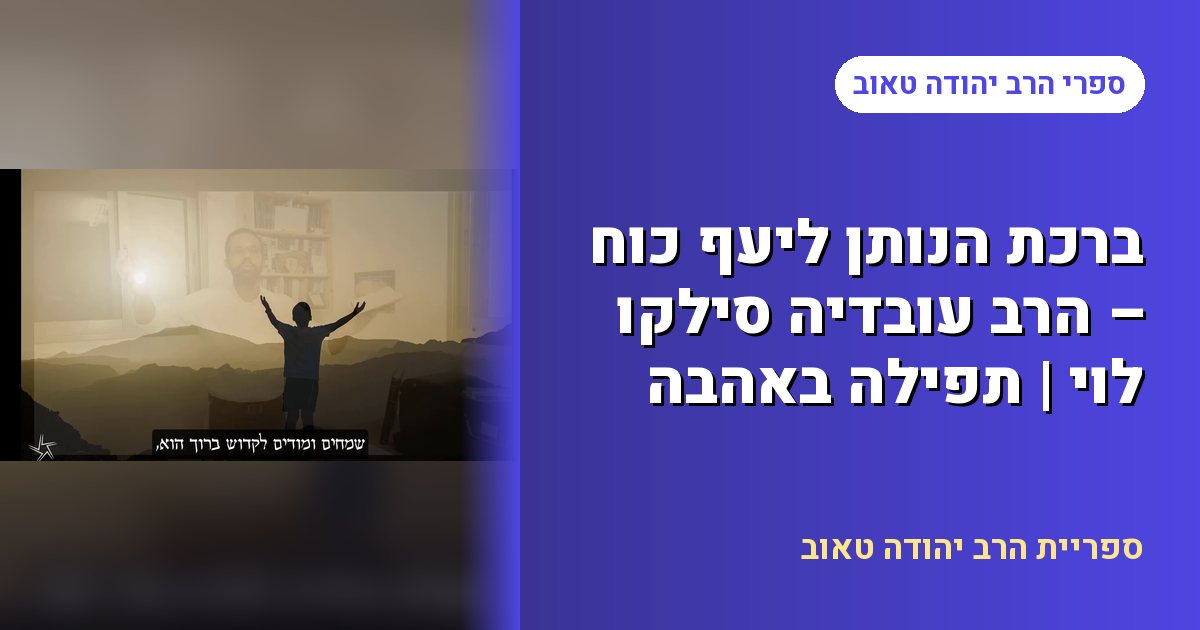 ספרי הרב יהודה טאוב
ברכת הנותן ליעף כוח
– הרב עובדיה סילקו
לוי | תפילה באהבה
ספריית הרב יהודה טאוב
שמחים ומודים לקדוש ברוך הוא,